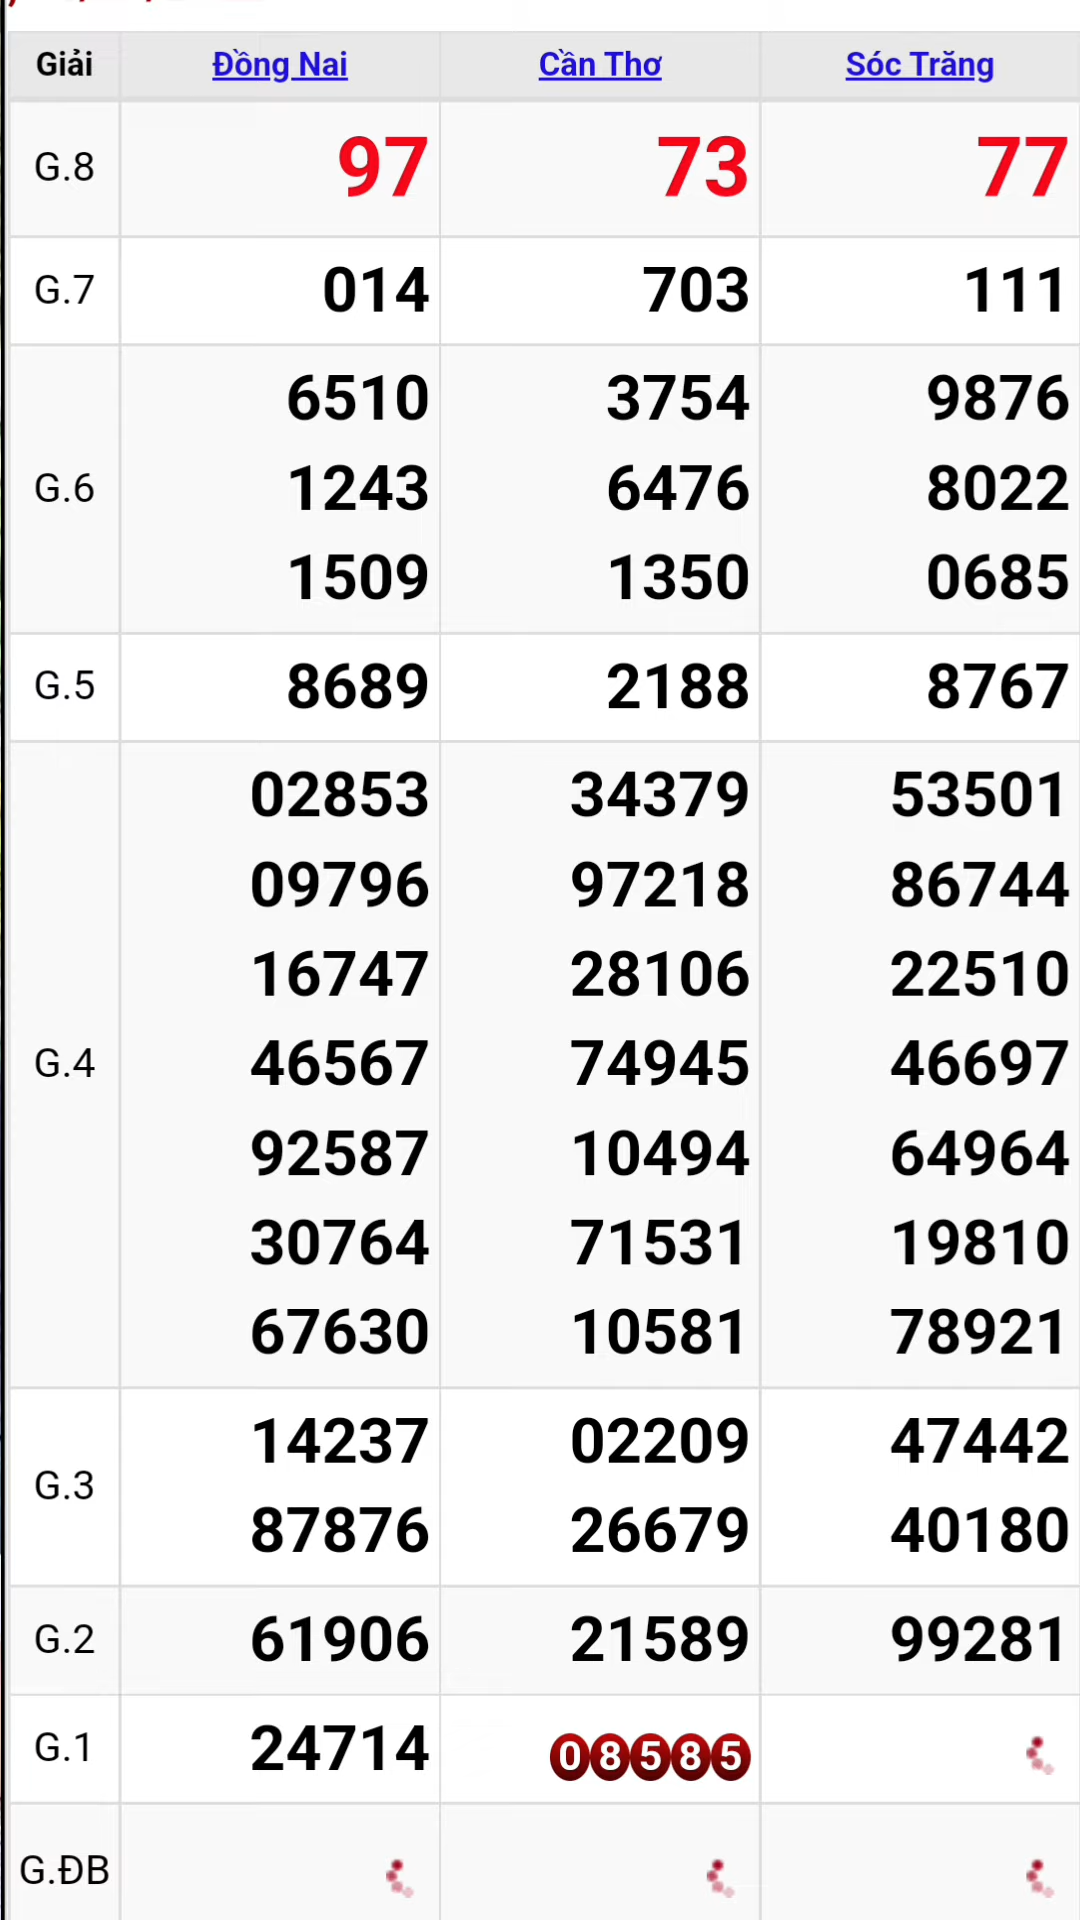 Giải Đồng Nai Cần Thơ Sóc Trăng
G.8 97 73 77
G.7 014 703 111
6510 3754 9876
G.6 1243 6476 8022
1509 1350 0685
G.5 8689 2188 8767
02853 34379 53501
09796 97218 86744
16747 28106 22510
G.4 46567 74945 46697
92587 10494 64964
30764 71531 19810
67630 10581 78921
14237 02209 47442
G.3
87876 26679 40180
G.2 61906 21589 99281
G.1 24714 08585
G.ĐB